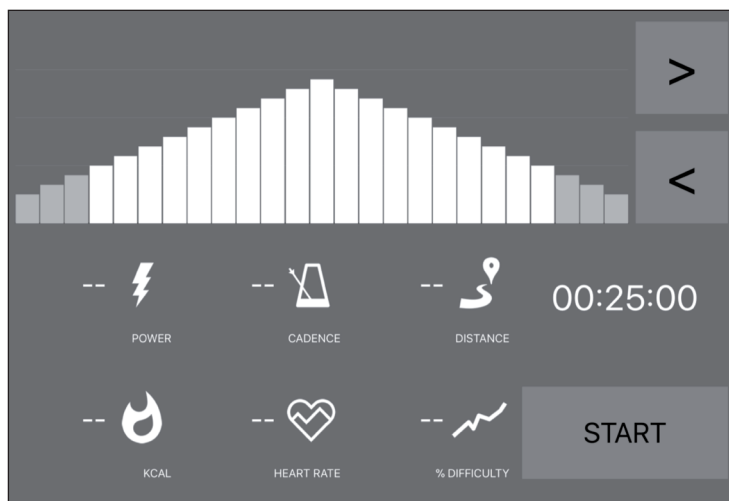 >
<
-- -- -- 00:25:00
POWER CADENCE DISTANCE
-- -- -- START
KCAL HEART RATE % DIFFICULTY